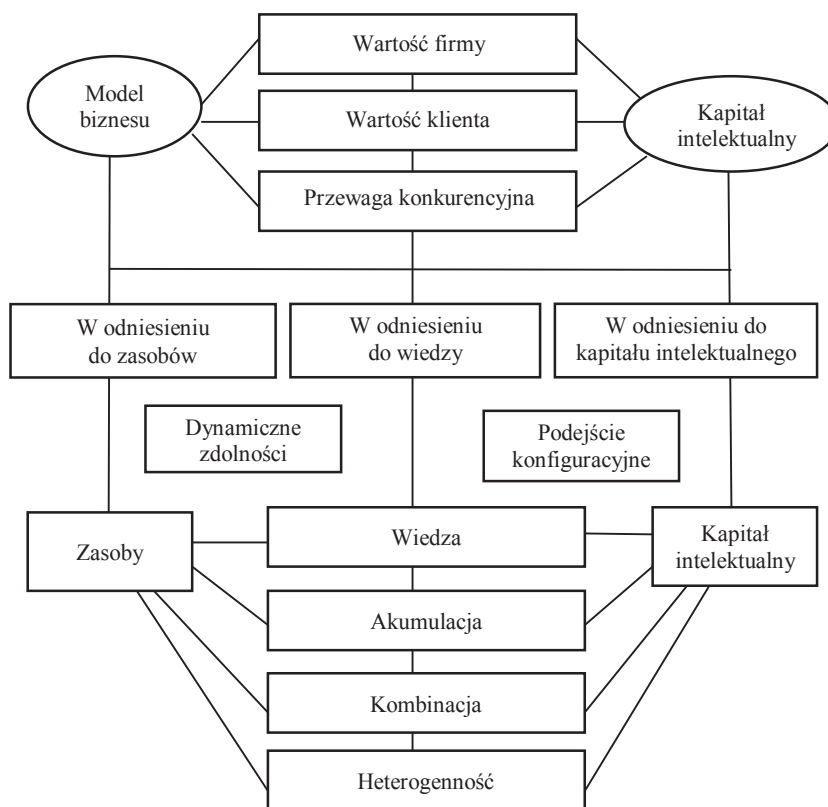 Wartość firmy
Model
biznesu
Wartość klienta
Kapitał
intelektualny
Przewaga konkurencyjna
W odniesieniu
do zasobów
W odniesieniu
do wiedzy
W odniesieniu do
kapitału intelektualnego
Dynamiczne
zdolności
Podejście
konfiguracyjne
Zasoby
Wiedza
Kapitał
intelektualny
Akumulacja
Kombinacja
Heterogenność